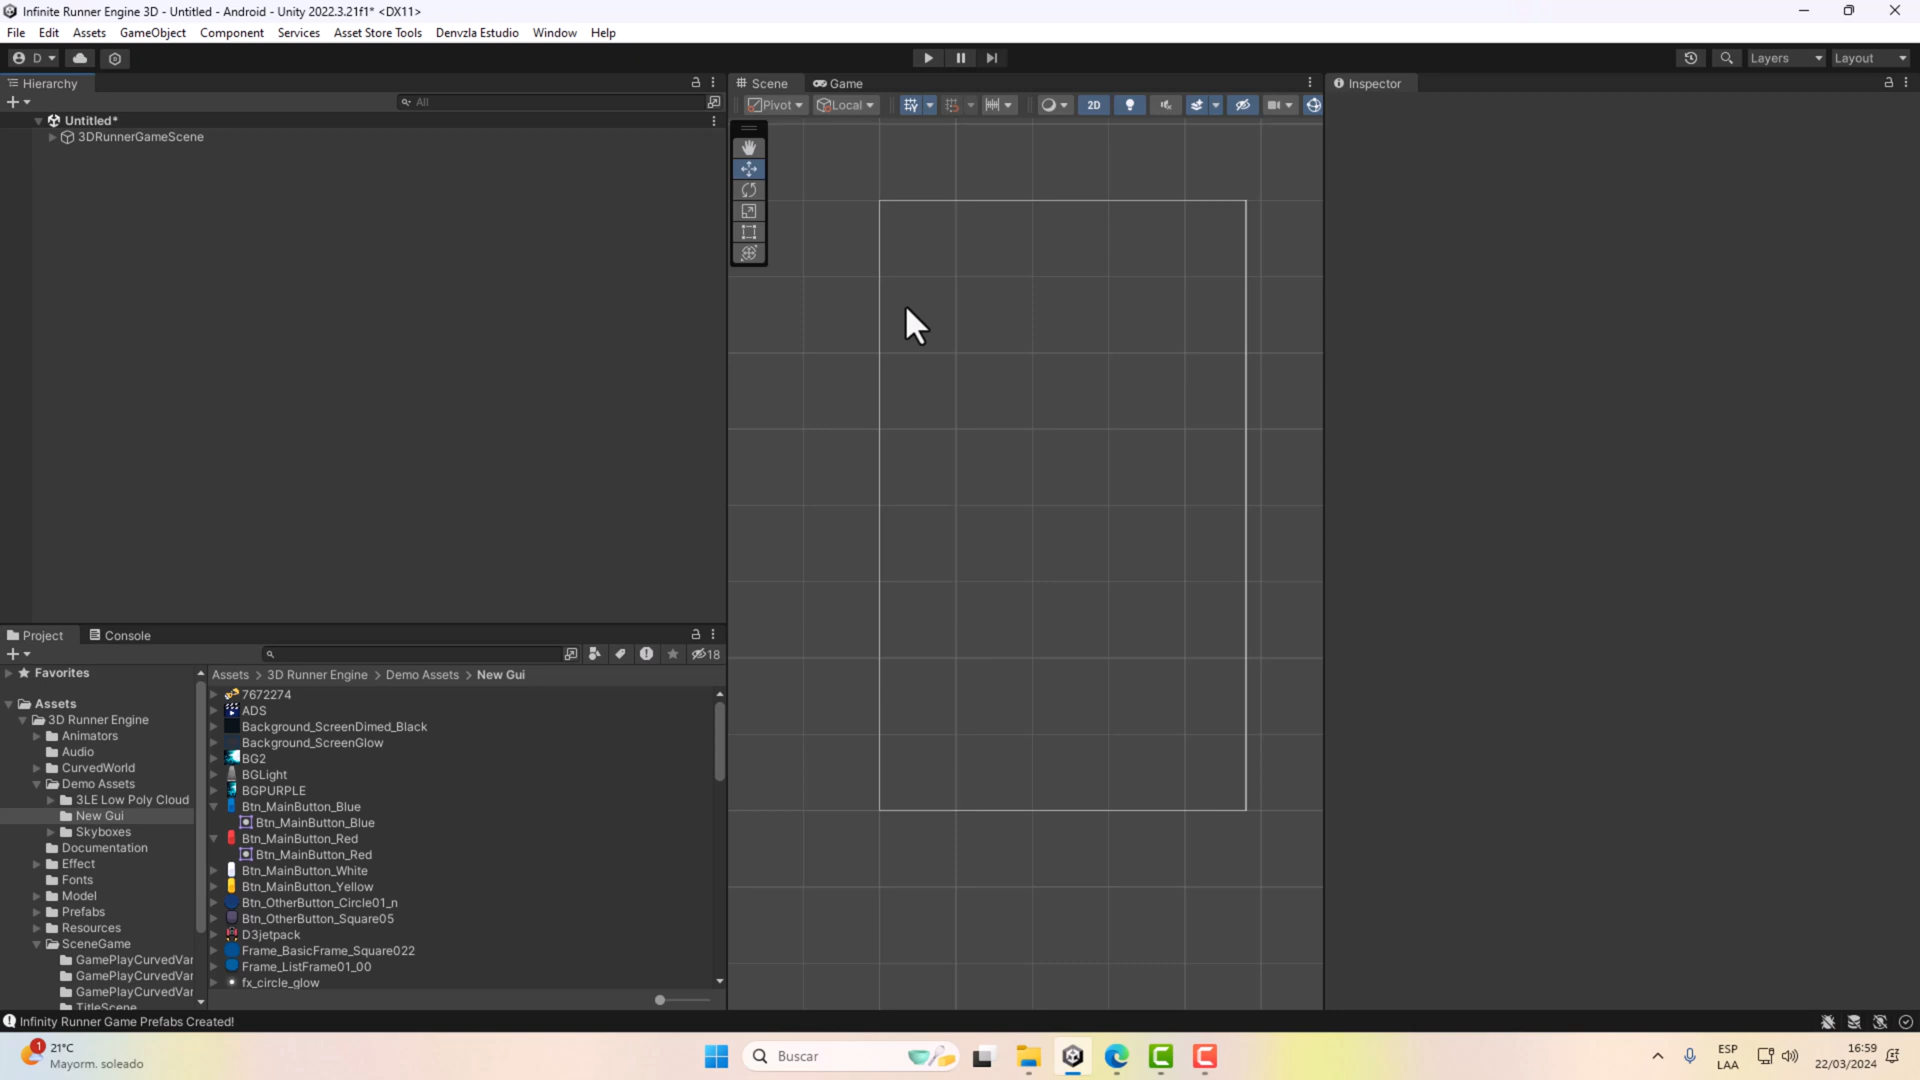 Infinite Runner Engine 3D - Untitled - Android - Unity 2022.3.21f1* <DX11>
File Edit Assets GameObject Component Services Asset Store Tools Denvzla Estudio Window Help
D Layers Layout
Hierarchy
All
Untitled*
3DRunnerGameScene
Scene Game
Pivot Local 2D
Inspector
Project Console
18
Favorites
Assets
3D Runner Engine
Animators
Audio
CurvedWorld
Demo Assets
3LE Low Poly Cloud
New Gui
Skyboxes
Documentation
Effect
Fonts
Model
Prefabs
Resources
SceneGame
GamePlayCurvedVar
GamePlayCurvedVar
GamePlayCurvedVar
TitleScene
Assets > 3D Runner Engine > Demo Assets > New Gui
7672274
ADS
Background_ScreenDimed_Black
Background_ScreenGlow
BG2
BGLight
BGPURPLE
Btn_MainButton_Blue
Btn_MainButton_Blue
Btn_MainButton_Red
Btn_MainButton_Red
Btn_MainButton_White
Btn_MainButton_Yellow
Btn_OtherButton_Circle01_n
Btn_OtherButton_Square05
D3jetpack
Frame_BasicFrame_Square022
Frame_ListFrame01_00
fx_circle_glow
Infinity Runner Game Prefabs Created!
1
21°C
Mayorm. soleado
Buscar
ESP
LAA
16:59
22/03/2024